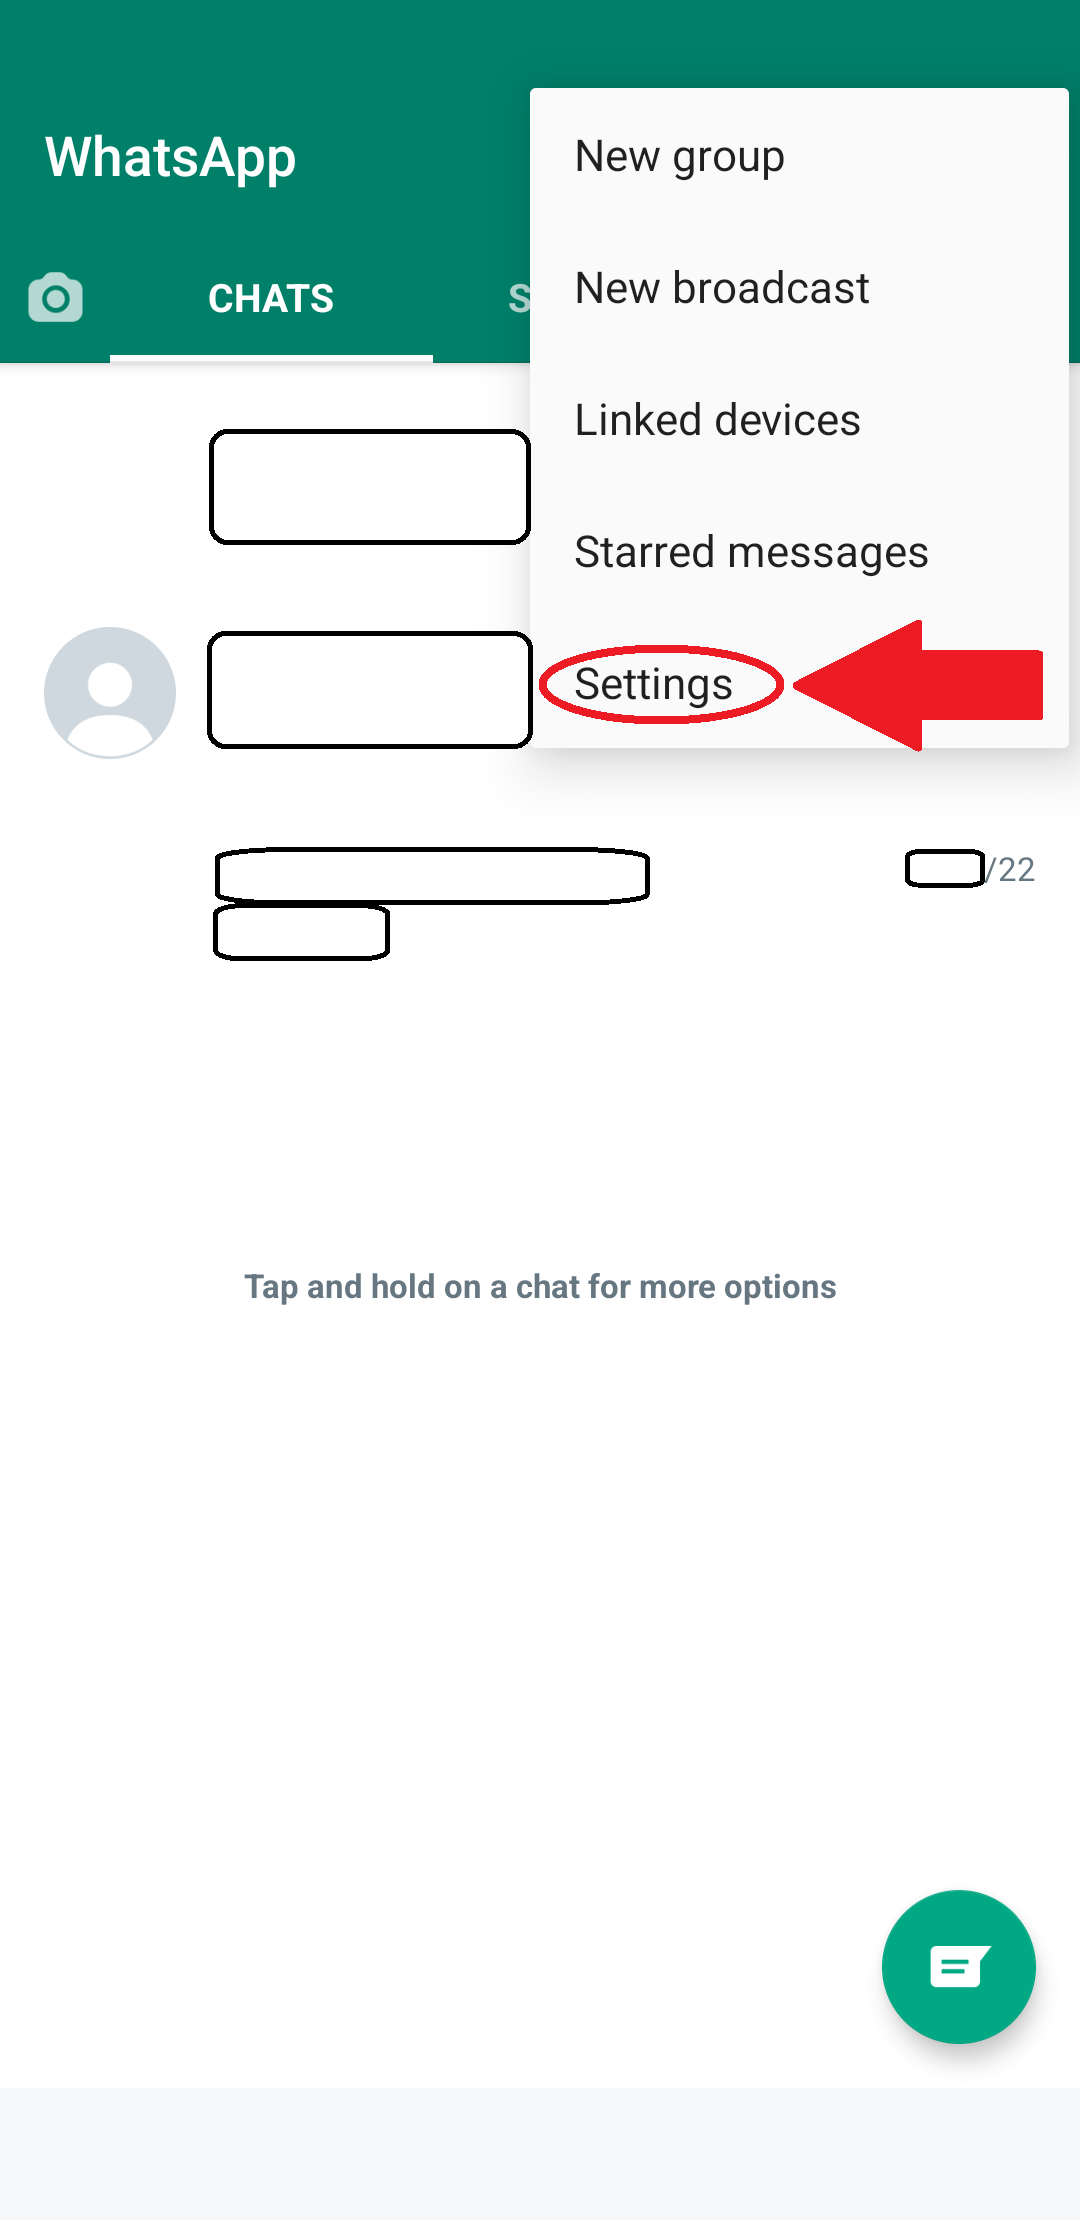 WhatsApp
CHATS
S
New group
New broadcast
Linked devices
Starred messages
Settings
/22
Tap and hold on a chat for more options